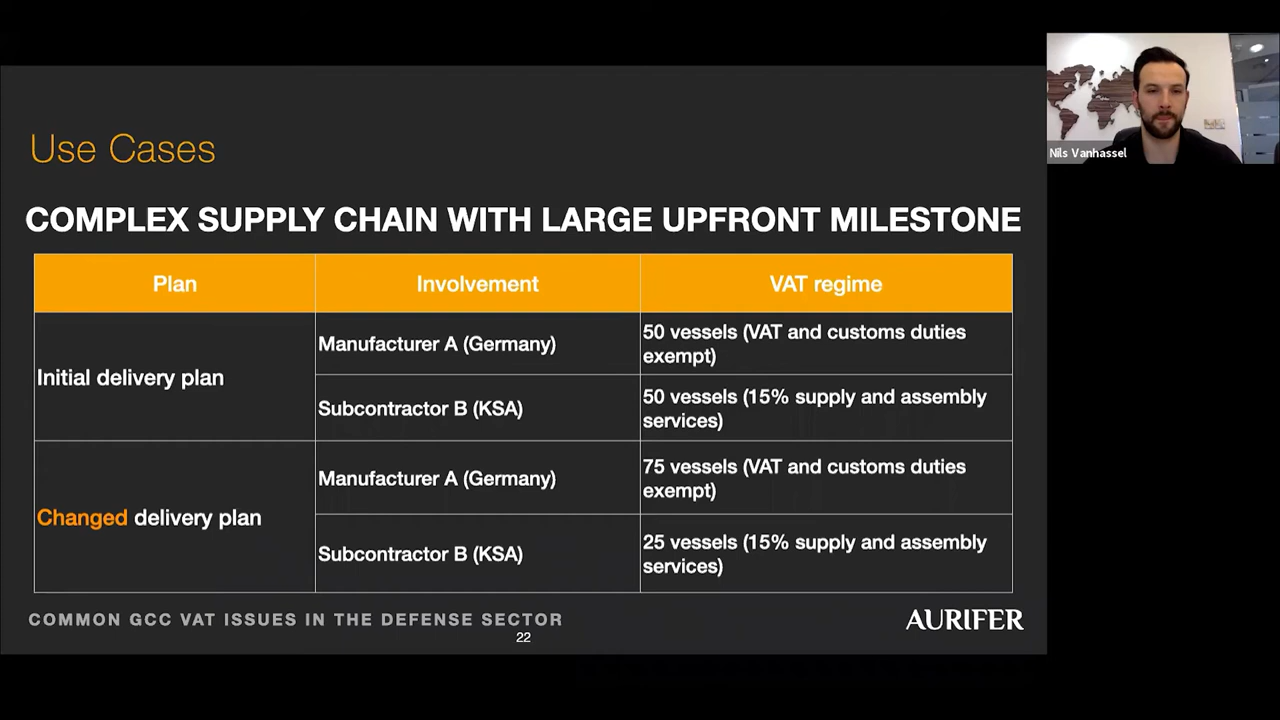 Use Cases
COMPLEX SUPPLY CHAIN WITH LARGE UPFRONT MILESTONE
Plan
Involvement
VAT regime
Initial delivery plan
Manufacturer A (Germany)
50 vessels (VAT and customs duties
exempt)
Subcontractor B (KSA)
50 vessels (15% supply and assembly
services)
Changed delivery plan
Manufacturer A (Germany)
75 vessels (VAT and customs duties
exempt)
Subcontractor B (KSA)
25 vessels (15% supply and assembly
services)
COMMON GCC VAT ISSUES IN THE DEFENSE SECTOR
22
AURIFER
Nils Vanhassel